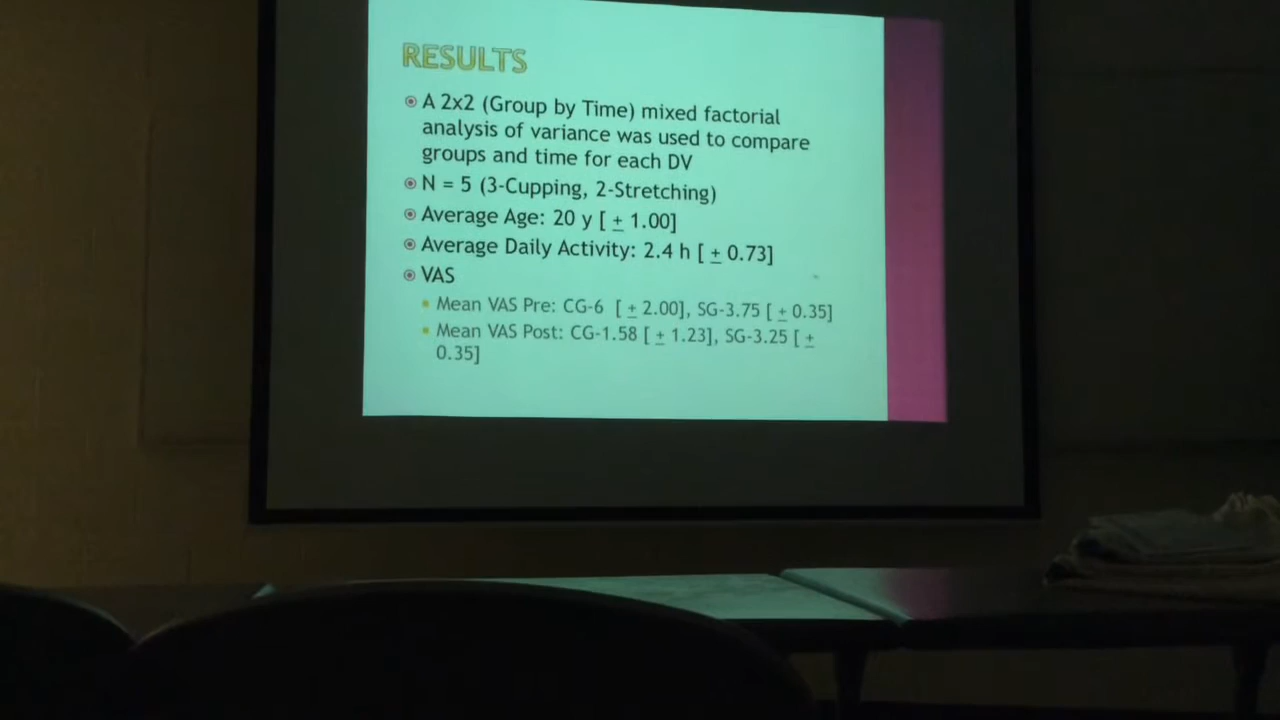 RESULTS
A 2x2 (Group by Time) mixed factorial
analysis of variance was used to compare
groups and time for each DV
N = 5 (3-Cupping, 2-Stretching)
Average Age: 20 y [ ± 1.00]
Average Daily Activity: 2.4 h [ ± 0.73]
VAS
Mean VAS Pre: CG-6 [ ± 2.00], SG-3.75 [ ± 0.35]
Mean VAS Post: CG-1.58 [ ± 1.23], SG-3.25 [ ±
0.35]